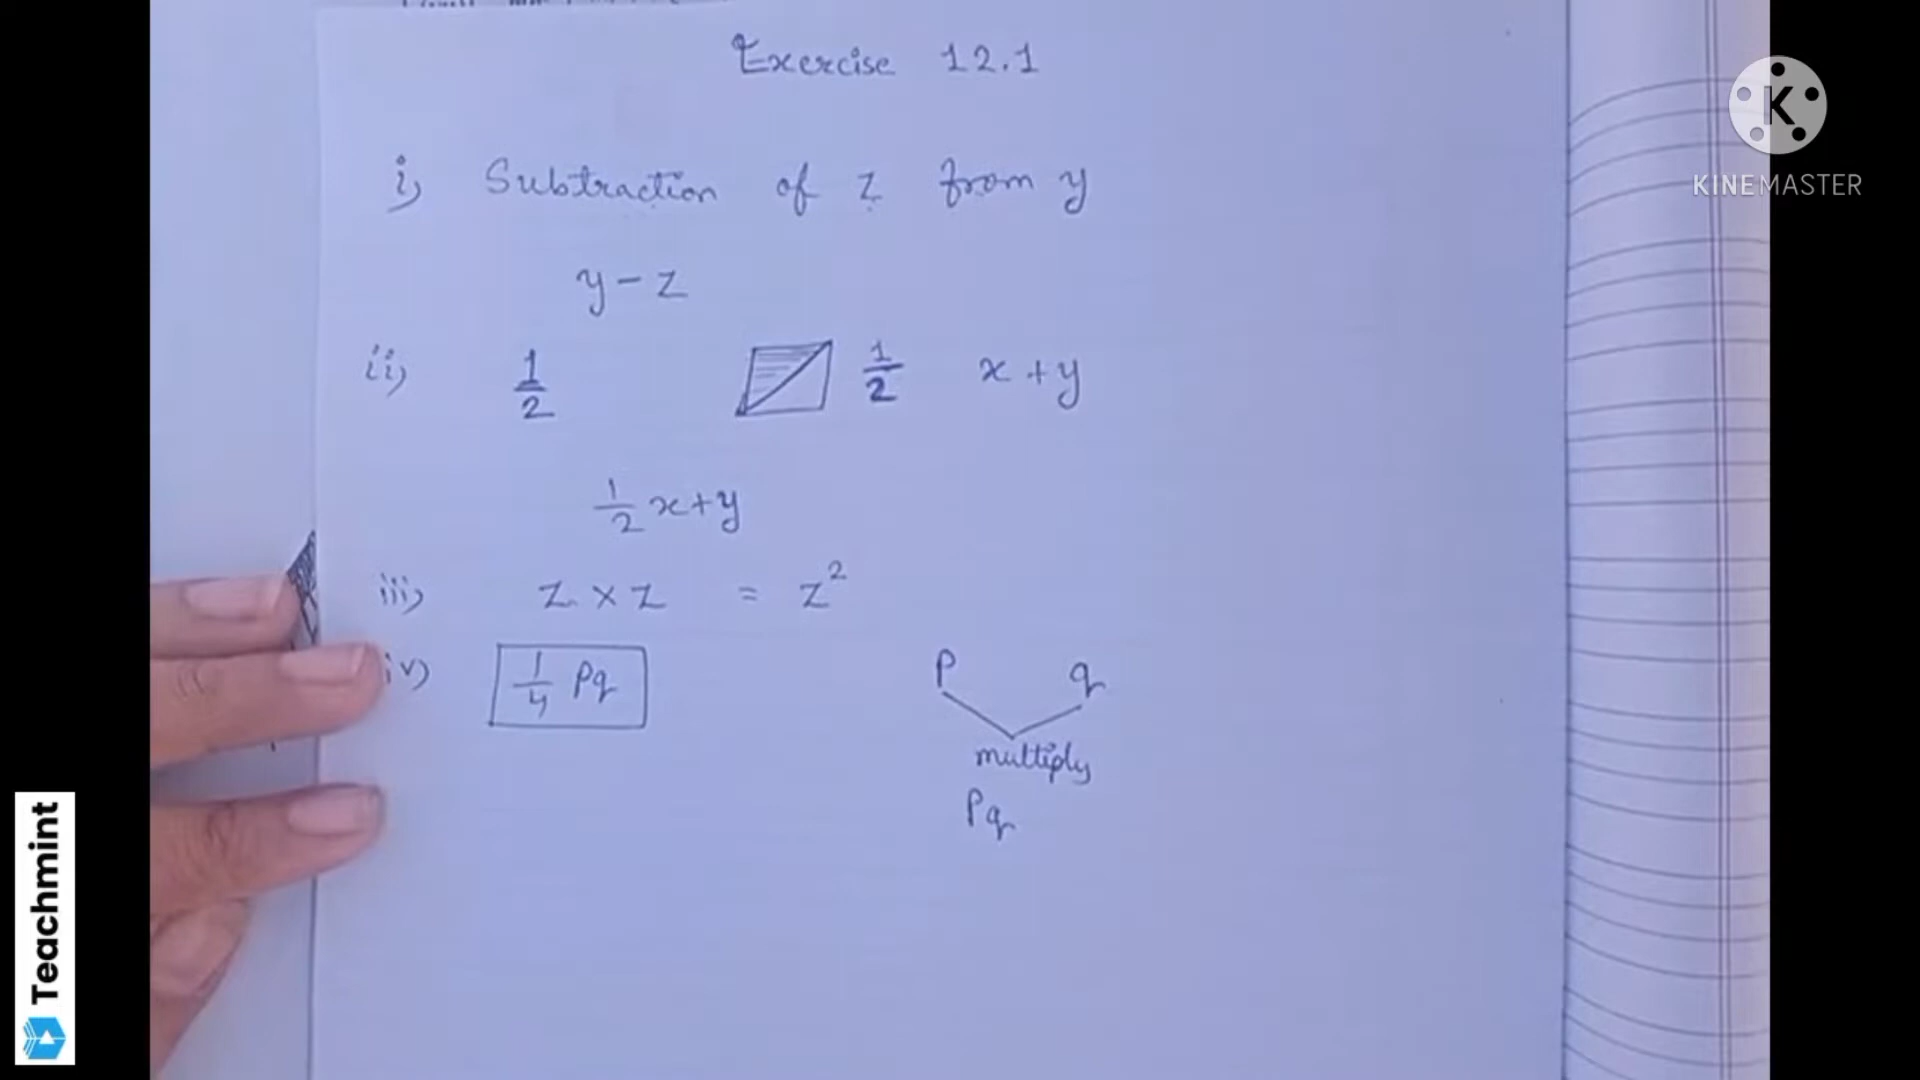 Exercise 12.1
i) Subtraction of z from y
y - z
ii) 1/2 1/2 x + y
1/2 x + y
iii) z × z = z²
iv) 1/4 Pq
P q
multiply
Pq
K
KINEMASTER
Teachmint